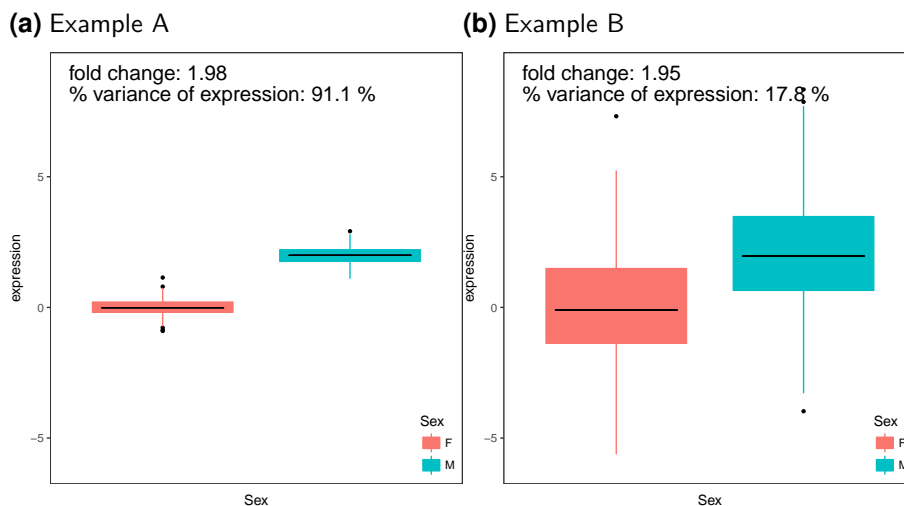 (a) Example A
fold change: 1.98
% variance of expression: 91.1 %
5
0
−5
expression
Sex
Sex
F
M
(b) Example B
fold change: 1.95
% variance of expression: 17.8 %
5
0
−5
expression
Sex
Sex
F
M